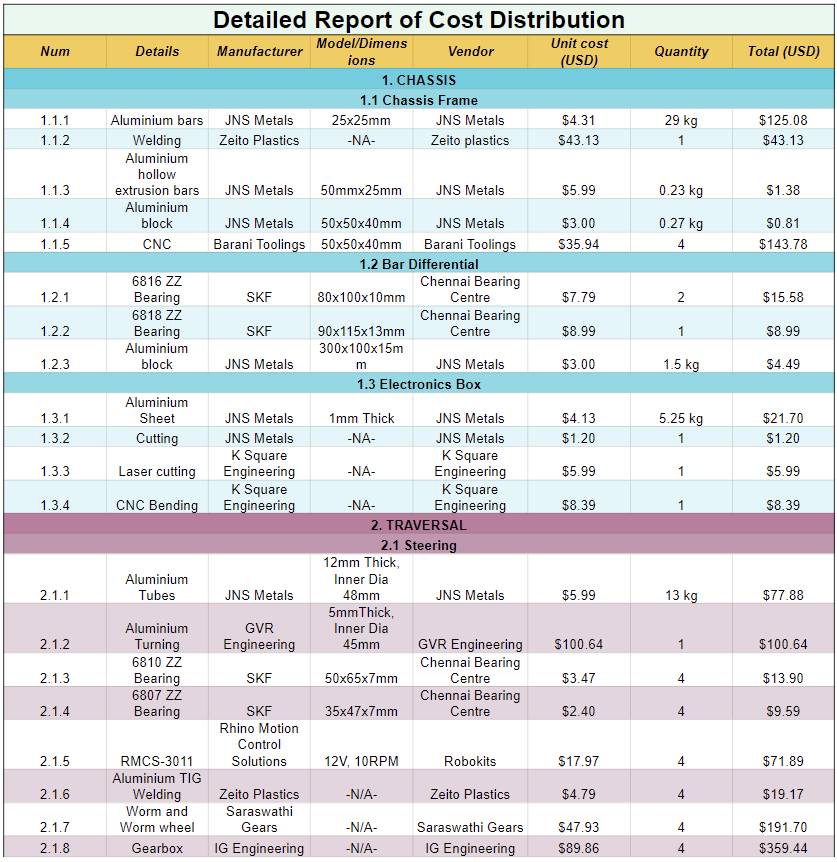 Detailed Report of Cost Distribution
Num Details Manufacturer Model/Dimens ions Vendor Unit cost (USD) Quantity Total (USD)
1. CHASSIS
1.1 Chassis Frame
1.1.1 Aluminium bars JNS Metals 25x25mm JNS Metals $4.31 29 kg $125.08
1.1.2 Welding Zeito Plastics -NA- Zeito plastics $43.13 1 $43.13
1.1.3 Aluminium hollow extrusion bars JNS Metals 50mmx25mm JNS Metals $5.99 0.23 kg $1.38
1.1.4 Aluminium block JNS Metals 50x50x40mm JNS Metals $3.00 0.27 kg $0.81
1.1.5 CNC Barani Toolings 50x50x40mm Barani Toolings $35.94 4 $143.78
1.2 Bar Differential
1.2.1 6816 ZZ Bearing SKF 80x100x10mm Chennai Bearing Centre $7.79 2 $15.58
1.2.2 6818 ZZ Bearing SKF 90x115x13mm Chennai Bearing Centre $8.99 1 $8.99
1.2.3 Aluminium block JNS Metals 300x100x15m m JNS Metals $3.00 1.5 kg $4.49
1.3 Electronics Box
1.3.1 Aluminium Sheet JNS Metals 1mm Thick JNS Metals $4.13 5.25 kg $21.70
1.3.2 Cutting JNS Metals -NA- JNS Metals $1.20 1 $1.20
1.3.3 Laser cutting K Square Engineering -NA- K Square Engineering $5.99 1 $5.99
1.3.4 CNC Bending K Square Engineering -NA- K Square Engineering $8.39 1 $8.39
2. TRAVERSAL
2.1 Steering
2.1.1 Aluminium Tubes JNS Metals 12mm Thick, Inner Dia 48mm JNS Metals $5.99 13 kg $77.88
2.1.2 Aluminium Turning GVR Engineering 5mmThick, Inner Dia 45mm GVR Engineering $100.64 1 $100.64
2.1.3 6810 ZZ Bearing SKF 50x65x7mm Chennai Bearing Centre $3.47 4 $13.90
2.1.4 6807 ZZ Bearing SKF 35x47x7mm Chennai Bearing Centre $2.40 4 $9.59
2.1.5 RMCS-3011 Rhino Motion Control Solutions 12V, 10RPM Robokits $17.97 4 $71.89
2.1.6 Aluminium TIG Welding Zeito Plastics -N/A- Zeito Plastics $4.79 4 $19.17
2.1.7 Worm and Worm wheel Saraswathi Gears -N/A- Saraswathi Gears $47.93 4 $191.70
2.1.8 Gearbox IG Engineering -N/A- IG Engineering $89.86 4 $359.44